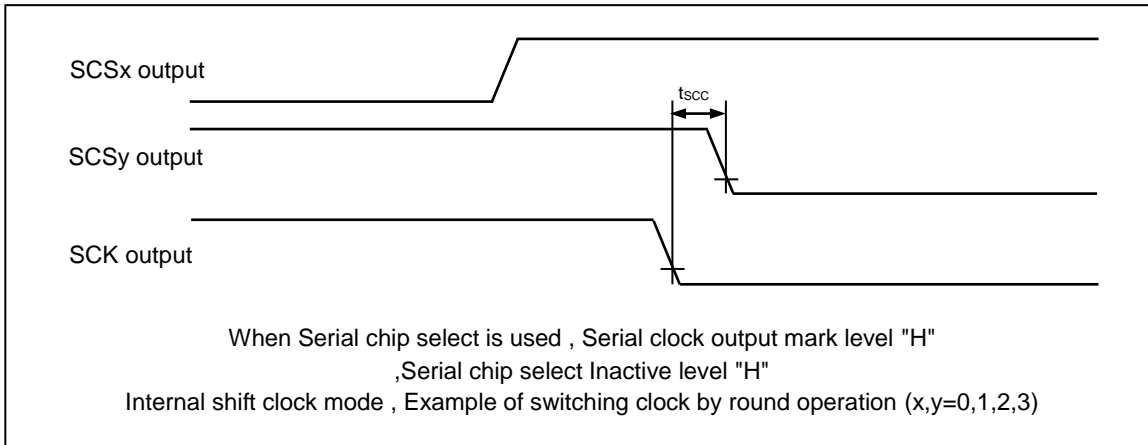 SCSx output
tSCC
SCSy output
SCK output
When Serial chip select is used , Serial clock output mark level "H"
,Serial chip select Inactive level "H"
Internal shift clock mode , Example of switching clock by round operation (x,y=0,1,2,3)